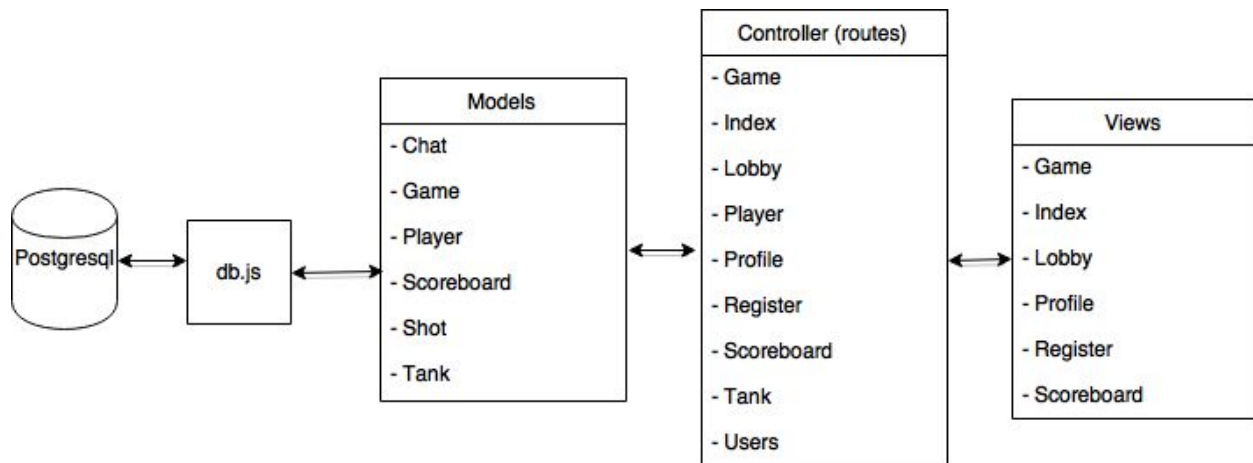 Postgresql
db.js
Models
- Chat
- Game
- Player
- Scoreboard
- Shot
- Tank
Controller (routes)
- Game
- Index
- Lobby
- Player
- Profile
- Register
- Scoreboard
- Tank
- Users
Views
- Game
- Index
- Lobby
- Profile
- Register
- Scoreboard